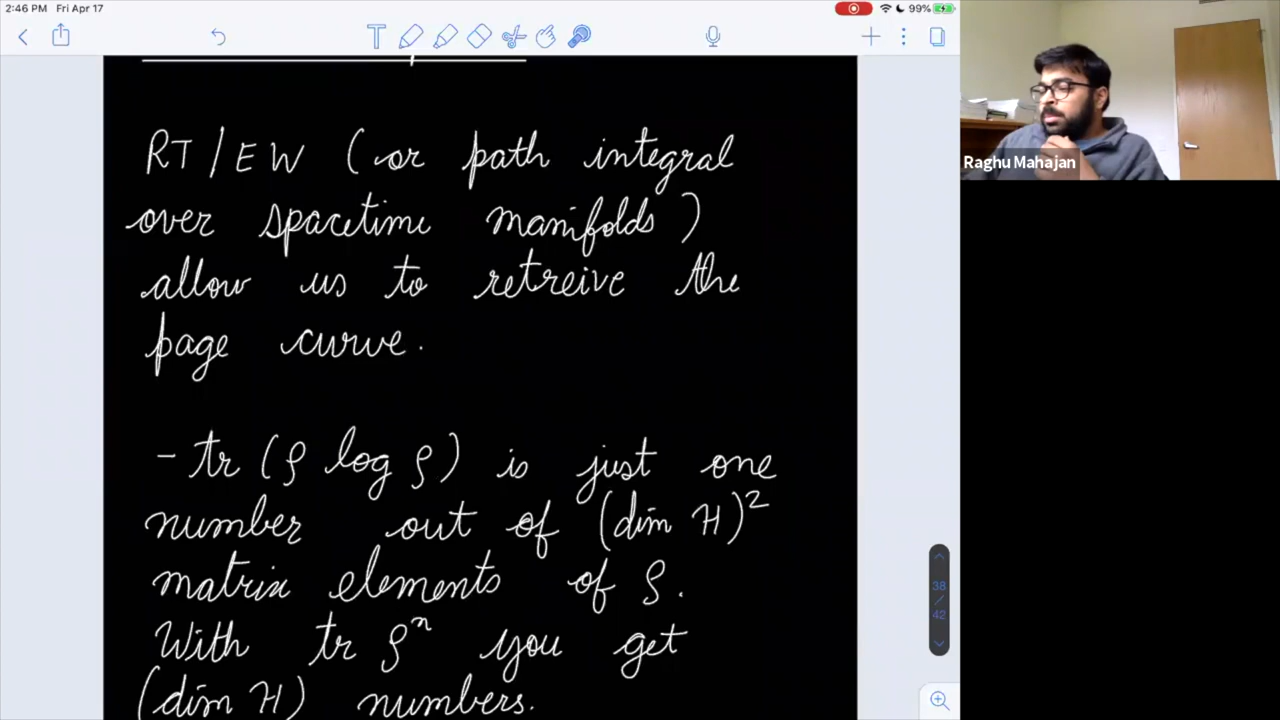 2:46 PM Fri Apr 17
99%
RT/EW (or path integral
over spacetime manifolds)
allow us to retreive the
page curve.
- tr (ρ log ρ) is just one
number out of (dim H)²
matrix elements of ρ.
With tr ρⁿ you get
(dim H) numbers.
Raghu Mahajan
38
/
42